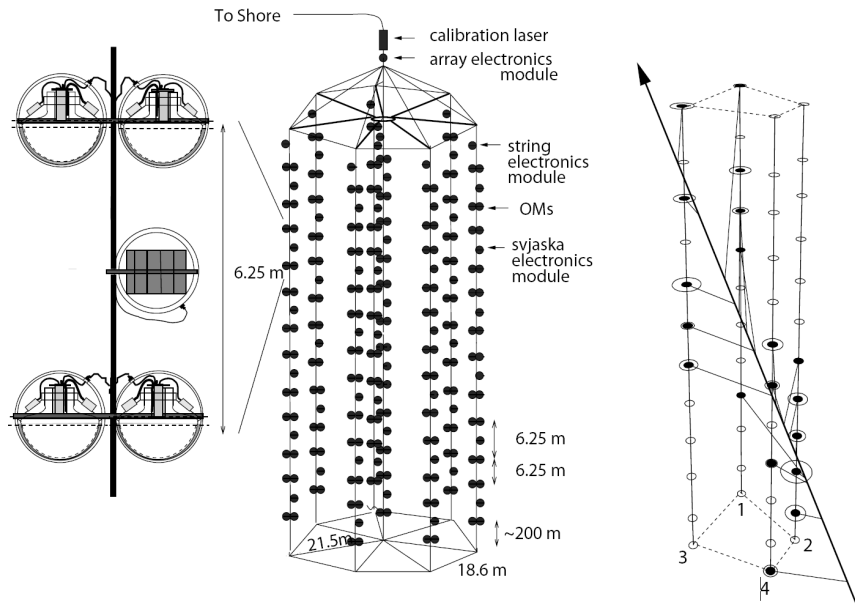 To Shore
calibration laser
array electronics
module
string
electronics
module
OMs
svjaska
electronics
module
6.25 m
6.25 m
6.25 m
~200 m
21.5m
18.6 m
1
2
3
4